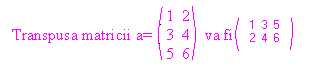 Transpusa matricii a= (1 2 3 4 5 6) va fi (1 3 5 2 4 6)